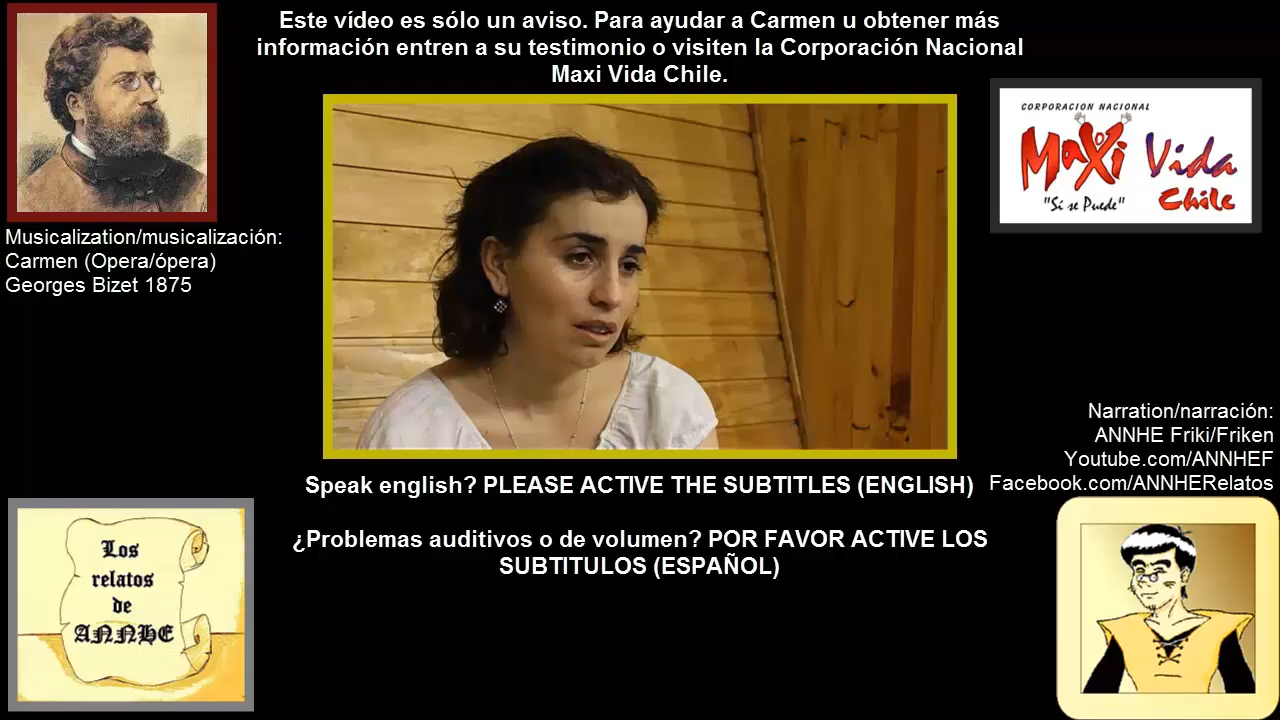 Este vídeo es sólo un aviso. Para ayudar a Carmen u obtener más
información entren a su testimonio o visiten la Corporación Nacional
Maxi Vida Chile.
CORPORACION NACIONAL
Maxi Vida
"Si se Puede" Chile
Musicalization/musicalización:
Carmen (Opera/ópera)
Georges Bizet 1875
Narration/narración:
ANNHE Friki/Friken
Youtube.com/ANNHEF
Facebook.com/ANNHERelatos
Speak english? PLEASE ACTIVE THE SUBTITLES (ENGLISH)
¿Problemas auditivos o de volumen? POR FAVOR ACTIVE LOS
SUBTITULOS (ESPAÑOL)
Los
relatos
de
ANNHE